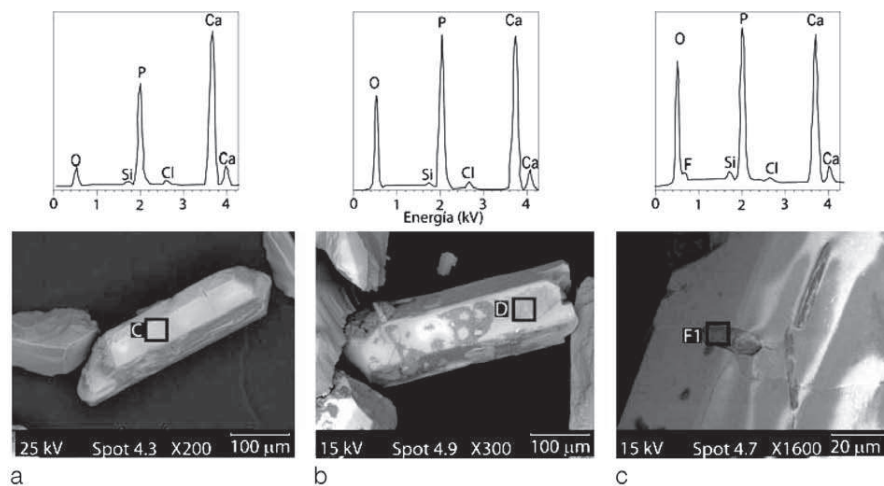 O P Ca
Si Cl Ca
0 1 2 3 4
O P Ca
Si Cl Ca
0 1 2 3 4
Energía (kV)
O P Ca
F Si Cl Ca
0 1 2 3 4
C
25 kV Spot 4.3 X200 100 µm
a
D
15 kV Spot 4.9 X300 100 µm
b
F1
15 kV Spot 4.7 X1600 20 µm
c